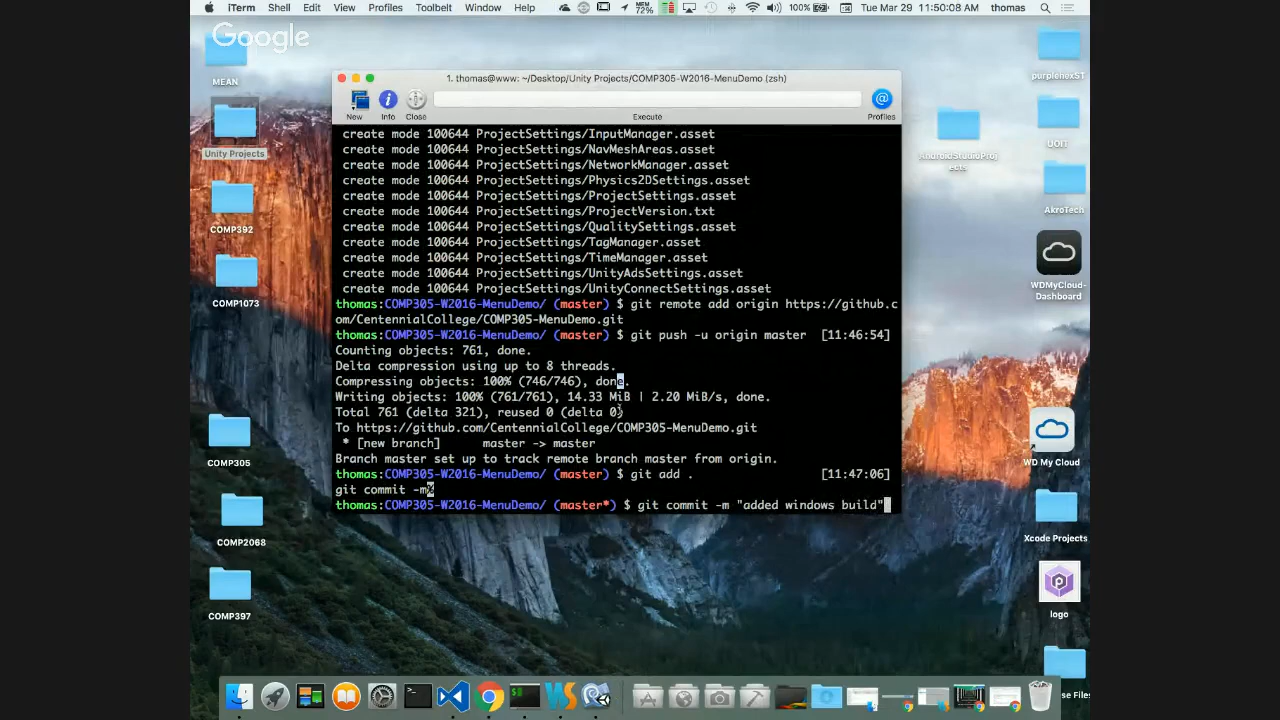 iTerm Shell Edit View Profiles Toolbelt Window Help MEM 72% 100% Tue Mar 29 11:50:08 AM thomas
Google
MEAN
Unity Projects
COMP392
COMP1073
COMP305
COMP2068
COMP397
1. thomas@www: ~/Desktop/Unity Projects/COMP305-W2016-MenuDemo (zsh)
New Info Close Execute Profiles
create mode 100644 ProjectSettings/InputManager.asset
create mode 100644 ProjectSettings/NavMeshAreas.asset
create mode 100644 ProjectSettings/NetworkManager.asset
create mode 100644 ProjectSettings/Physics2DSettings.asset
create mode 100644 ProjectSettings/ProjectSettings.asset
create mode 100644 ProjectSettings/ProjectVersion.txt
create mode 100644 ProjectSettings/QualitySettings.asset
create mode 100644 ProjectSettings/TagManager.asset
create mode 100644 ProjectSettings/TimeManager.asset
create mode 100644 ProjectSettings/UnityAdsSettings.asset
create mode 100644 ProjectSettings/UnityConnectSettings.asset
thomas:COMP305-W2016-MenuDemo/ (master) $ git remote add origin https://github.c
om/CentennialCollege/COMP305-MenuDemo.git
thomas:COMP305-W2016-MenuDemo/ (master) $ git push -u origin master [11:46:54]
Counting objects: 761, done.
Delta compression using up to 8 threads.
Compressing objects: 100% (746/746), done.
Writing objects: 100% (761/761), 14.33 MiB | 2.20 MiB/s, done.
Total 761 (delta 321), reused 0 (delta 0)
To https://github.com/CentennialCollege/COMP305-MenuDemo.git
* [new branch] master -> master
Branch master set up to track remote branch master from origin.
thomas:COMP305-W2016-MenuDemo/ (master) $ git add . [11:47:06]
git commit -m%
thomas:COMP305-W2016-MenuDemo/ (master*) $ git commit -m "added windows build"
purplehexST
AndroidStudioProj
ects
UOIT
AkroTech
WDMyCloud-
Dashboard
WD My Cloud
Xcode Projects
logo